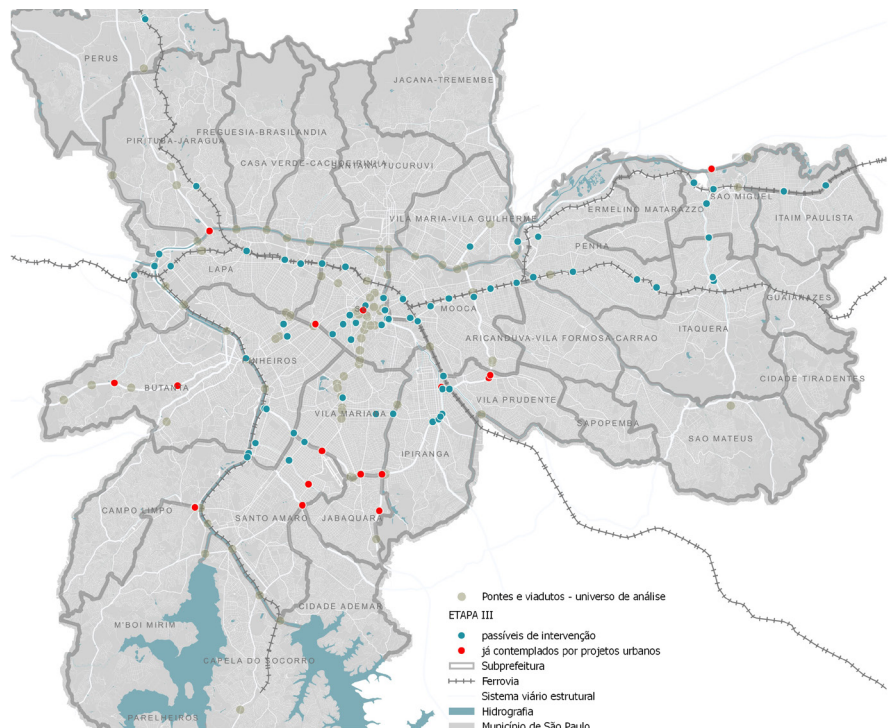 PERUS
JACANA-TREMEMBE
FREGUESIA-BRASILANDIA
PIRITUBA-JARAGUA
CASA VERDE-CACHOEIRINHA
SANTANA-TUCURUVI
VILA MARIA-VILA GUILHERME
ERMELINO MATARAZZO
SAO MIGUEL
ITAIM PAULISTA
PENHA
LAPA
GUAIANAZES
MOOCA
ITAQUERA
ARICANDUVA-VILA FORMOSA-CARRAO
PINHEIROS
CIDADE TIRADENTES
BUTANTA
VILA PRUDENTE
VILA MARIANA
SAPOPEMBA
SAO MATEUS
IPIRANGA
CAMPO LIMPO
SANTO AMARO
JABAQUARA
Pontes e viadutos - universo de análise
CIDADE ADEMAR
ETAPA III
M'BOI MIRIM
passíveis de intervenção
já contemplados por projetos urbanos
CAPELA DO SOCORRO
Subprefeitura
Ferrovia
Sistema viário estrutural
Hidrografia
PARELHEIROS
Município de São Paulo